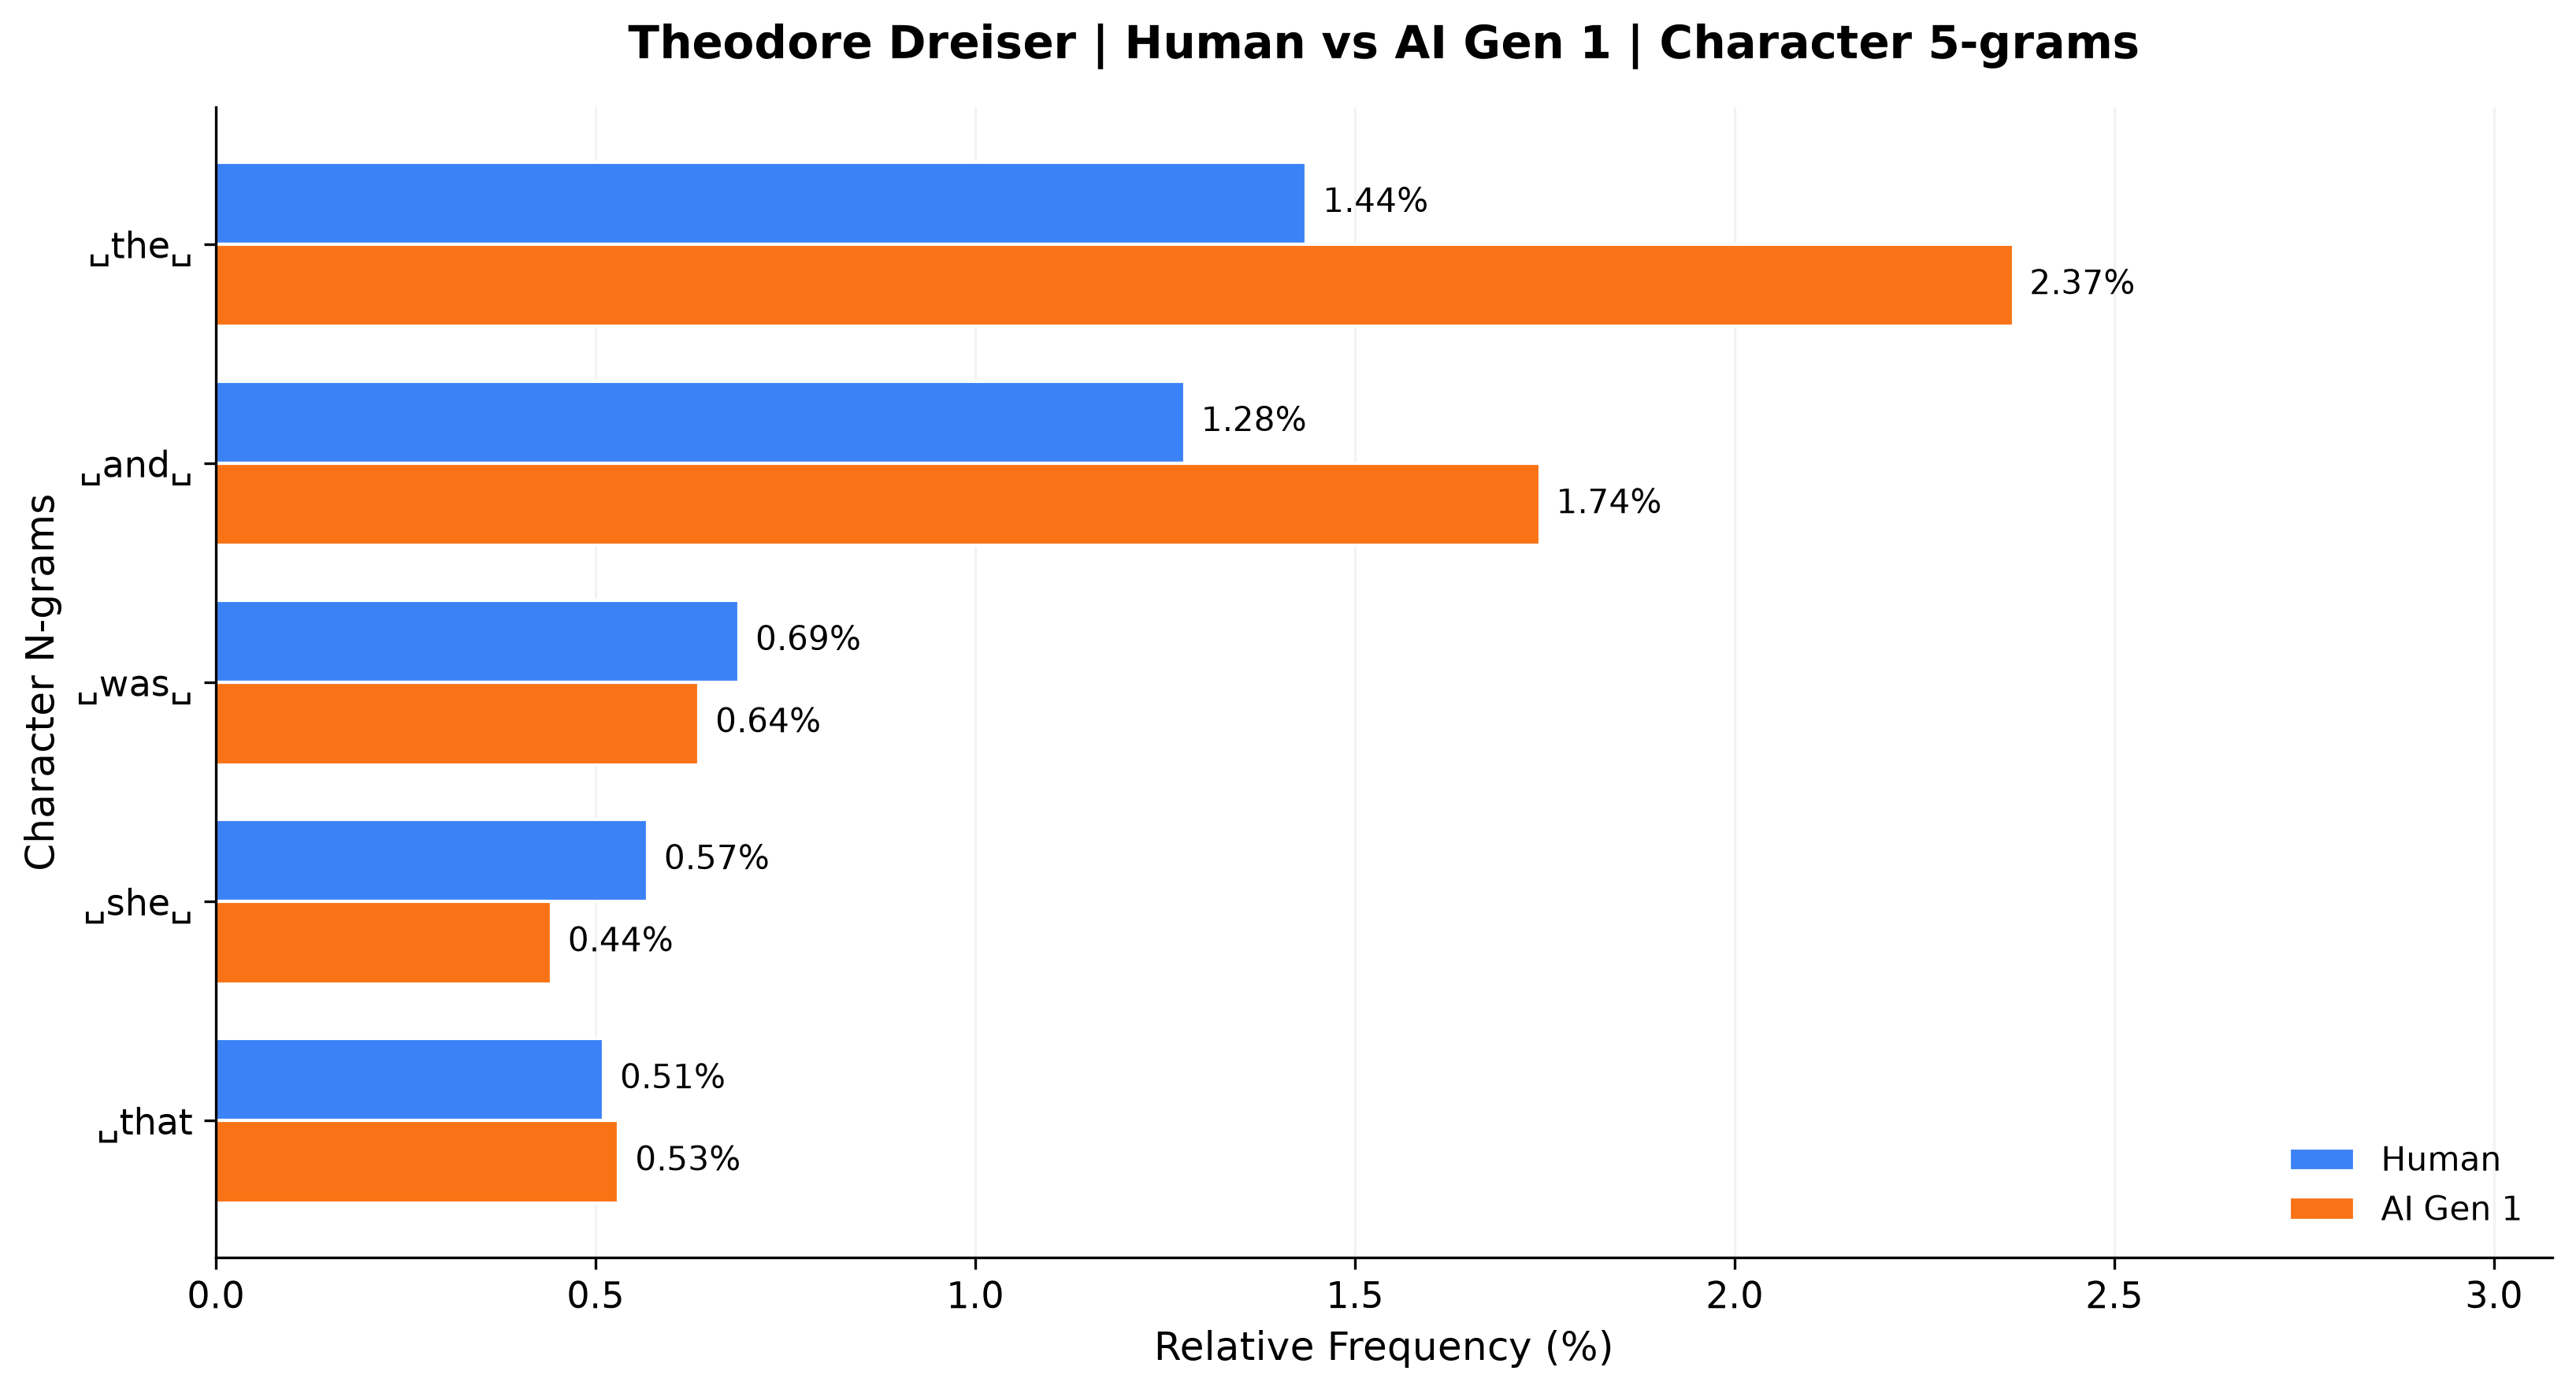 Theodore Dreiser | Human vs AI Gen 1 | Character 5-grams
Character N-grams
␣the␣
1.44%
2.37%
␣and␣
1.28%
1.74%
␣was␣
0.69%
0.64%
␣she␣
0.57%
0.44%
␣that
0.51%
0.53%
Human
AI Gen 1
0.0 0.5 1.0 1.5 2.0 2.5 3.0
Relative Frequency (%)